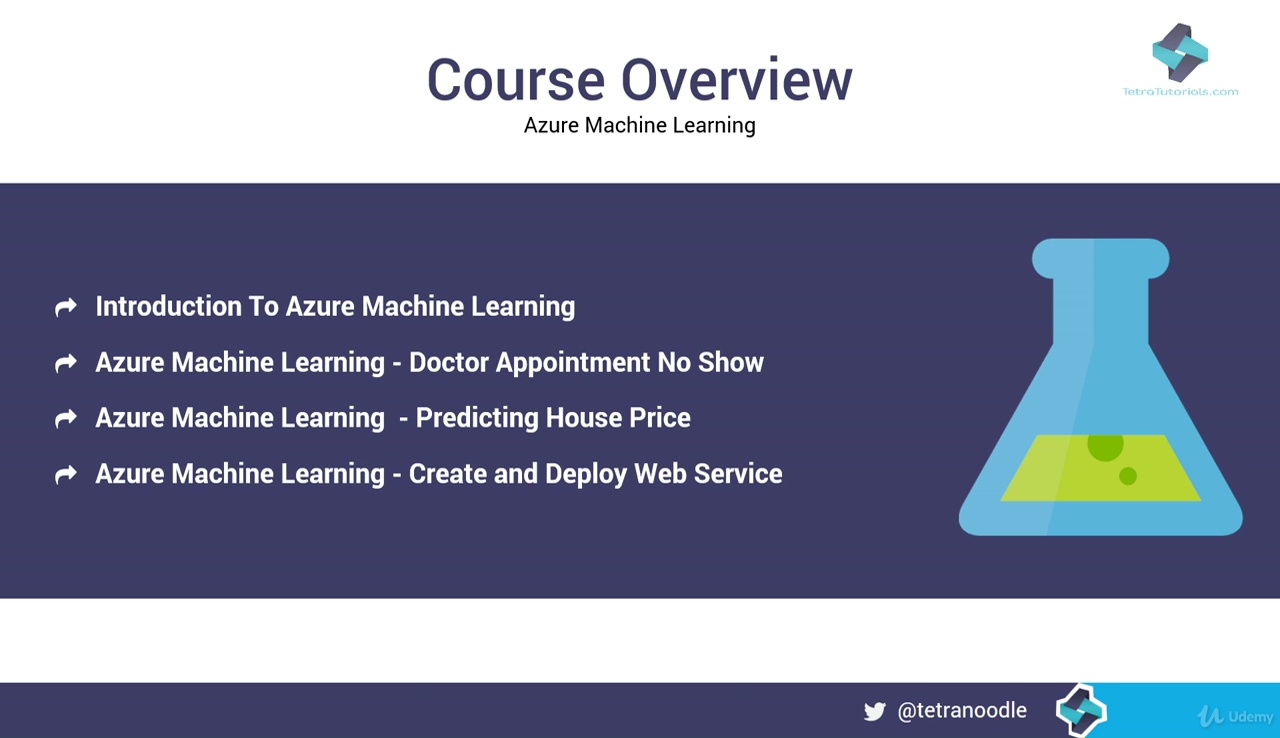 Course Overview
Azure Machine Learning
TetraTutorials.com
Introduction To Azure Machine Learning
Azure Machine Learning - Doctor Appointment No Show
Azure Machine Learning  - Predicting House Price
Azure Machine Learning - Create and Deploy Web Service
@tetranoodle
Udemy